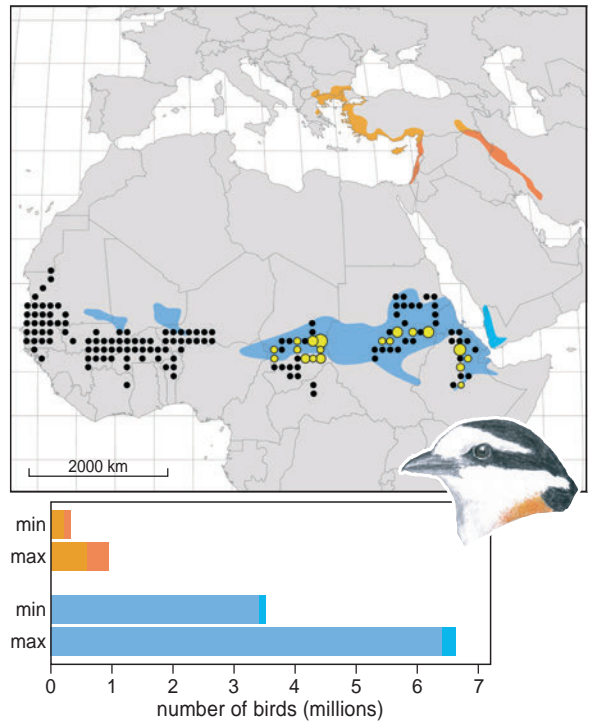 2000 km
min
max
min
max
0 1 2 3 4 5 6 7
number of birds (millions)